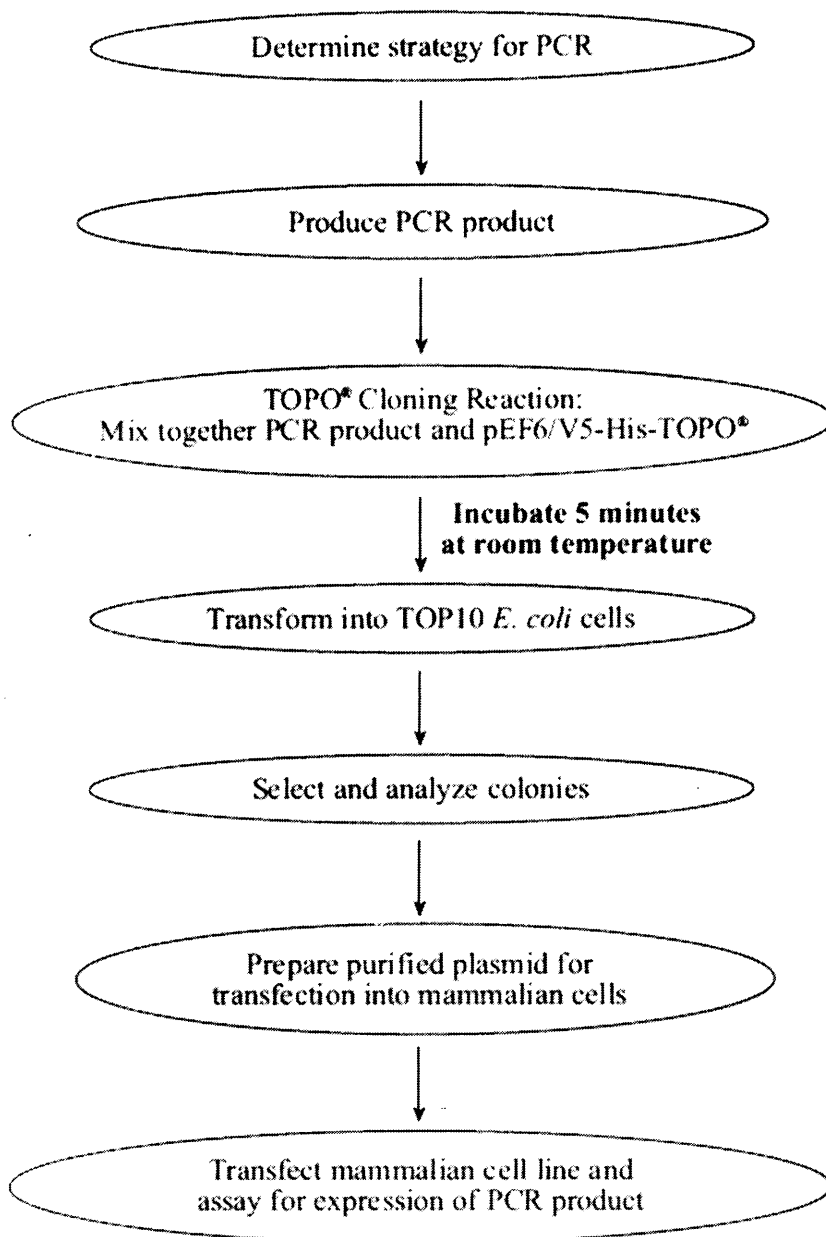 Determine strategy for PCR
Produce PCR product
TOPO® Cloning Reaction:
Mix together PCR product and pEF6/V5-His-TOPO®
Incubate 5 minutes
at room temperature
Transform into TOP10 E. coli cells
Select and analyze colonies
Prepare purified plasmid for
transfection into mammalian cells
Transfect mammalian cell line and
assay for expression of PCR product